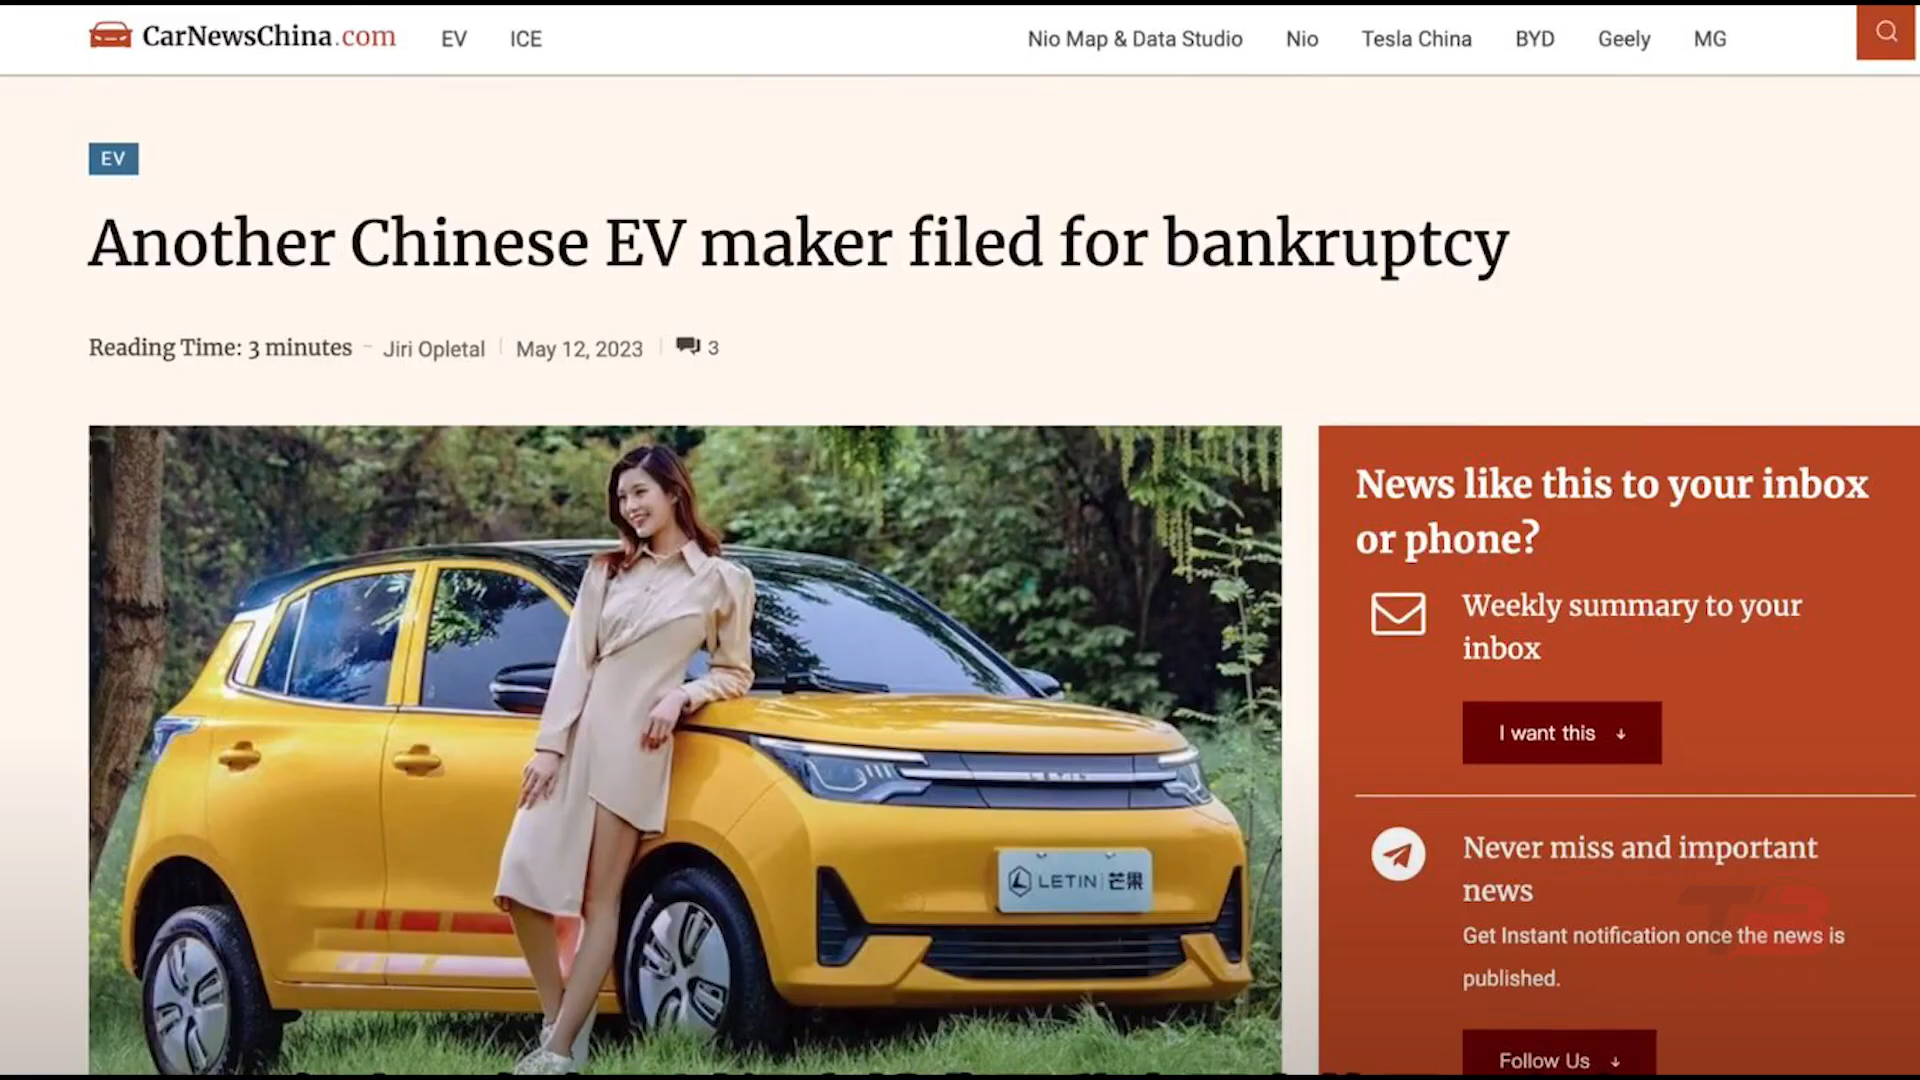 CarNewsChina.com
EV
ICE
Nio Map & Data Studio
Nio
Tesla China
BYD
Geely
MG
EV
Another Chinese EV maker filed for bankruptcy
Reading Time: 3 minutes - Jiri Opletal | May 12, 2023 | 3
LETIN
LETIN | 芒果
News like this to your inbox
or phone?
Weekly summary to your
inbox
I want this ↓
Never miss and important
news
Get Instant notification once the news is
published.
Follow Us ↓